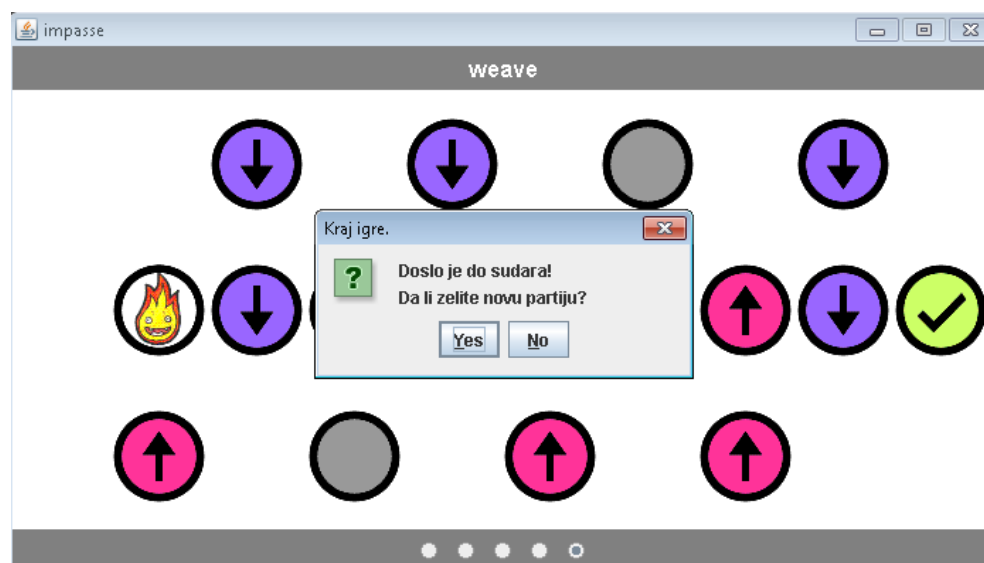 impasse
weave
Kraj igre.
Doslo je do sudara!
Da li zelite novu partiju?
Yes No